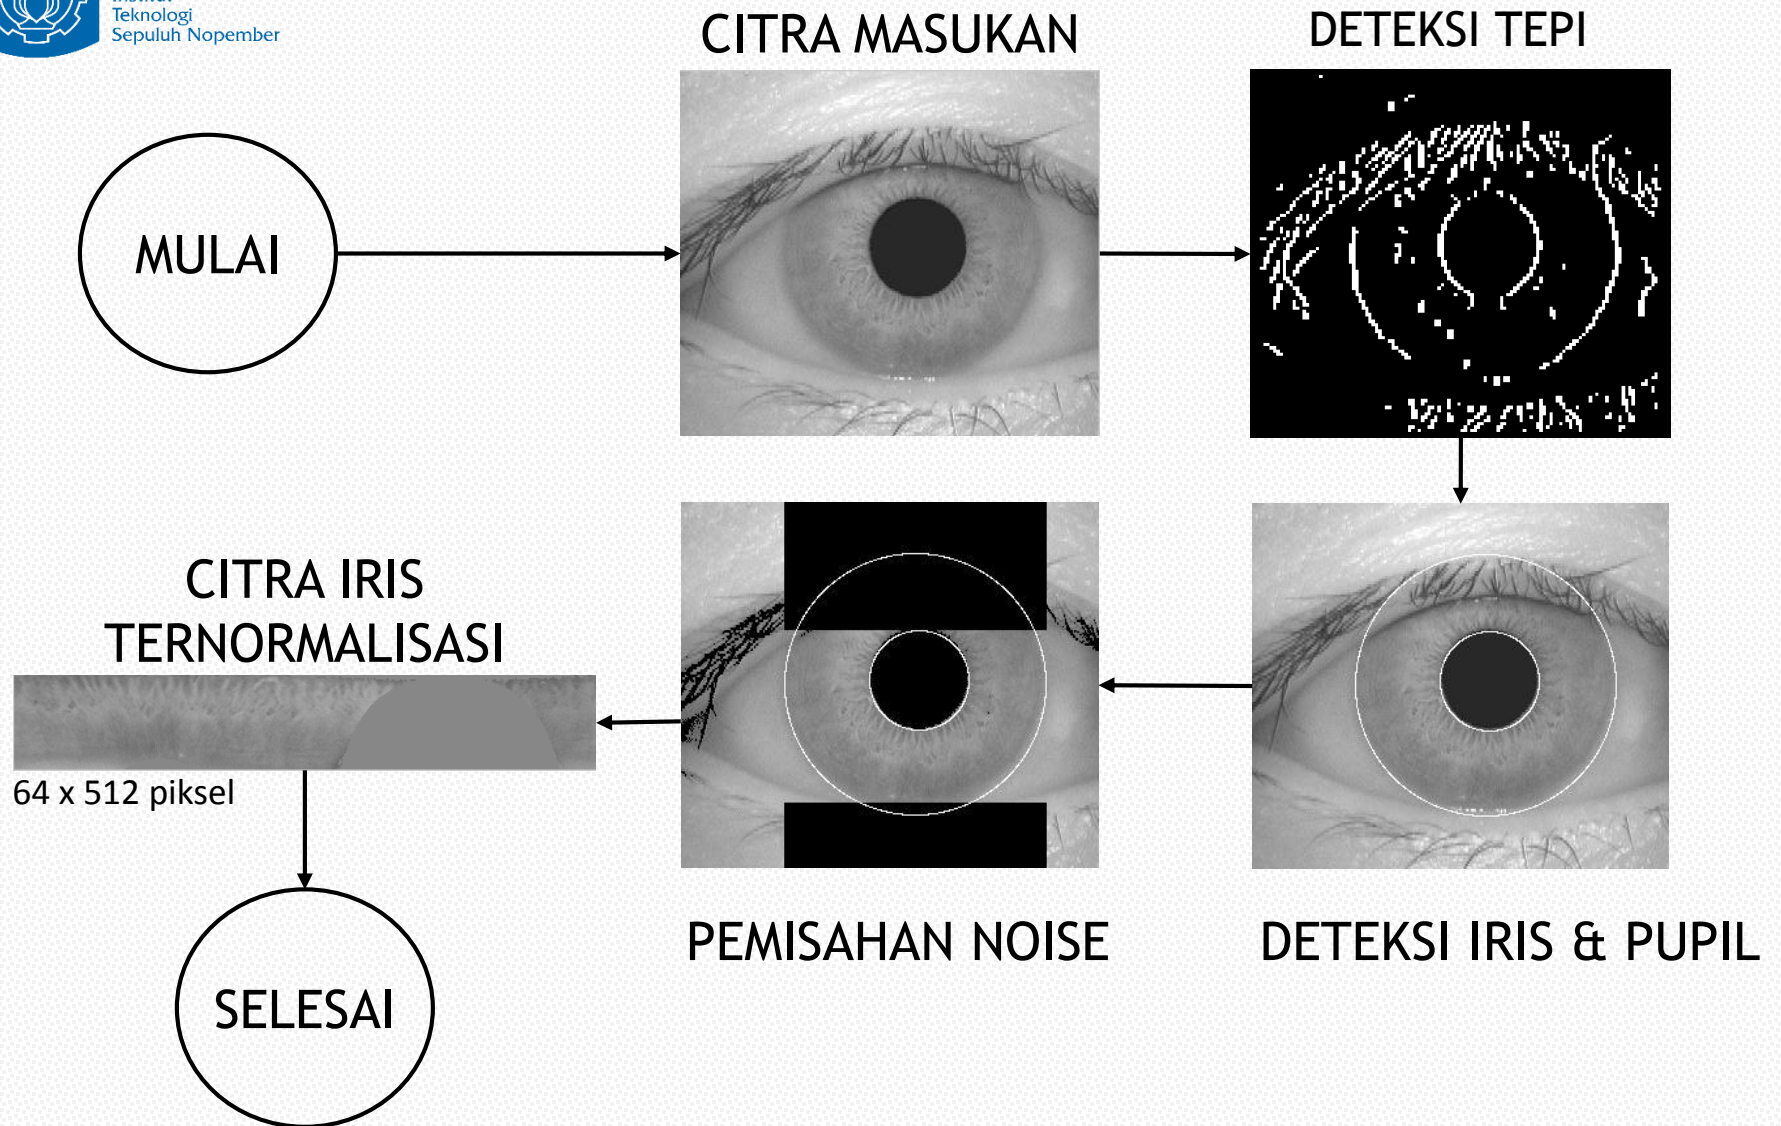 Teknologi
Sepuluh Nopember
CITRA MASUKAN
DETEKSI TEPI
MULAI
CITRA IRIS
TERNORMALISASI
64 x 512 piksel
PEMISAHAN NOISE
DETEKSI IRIS & PUPIL
SELESAI